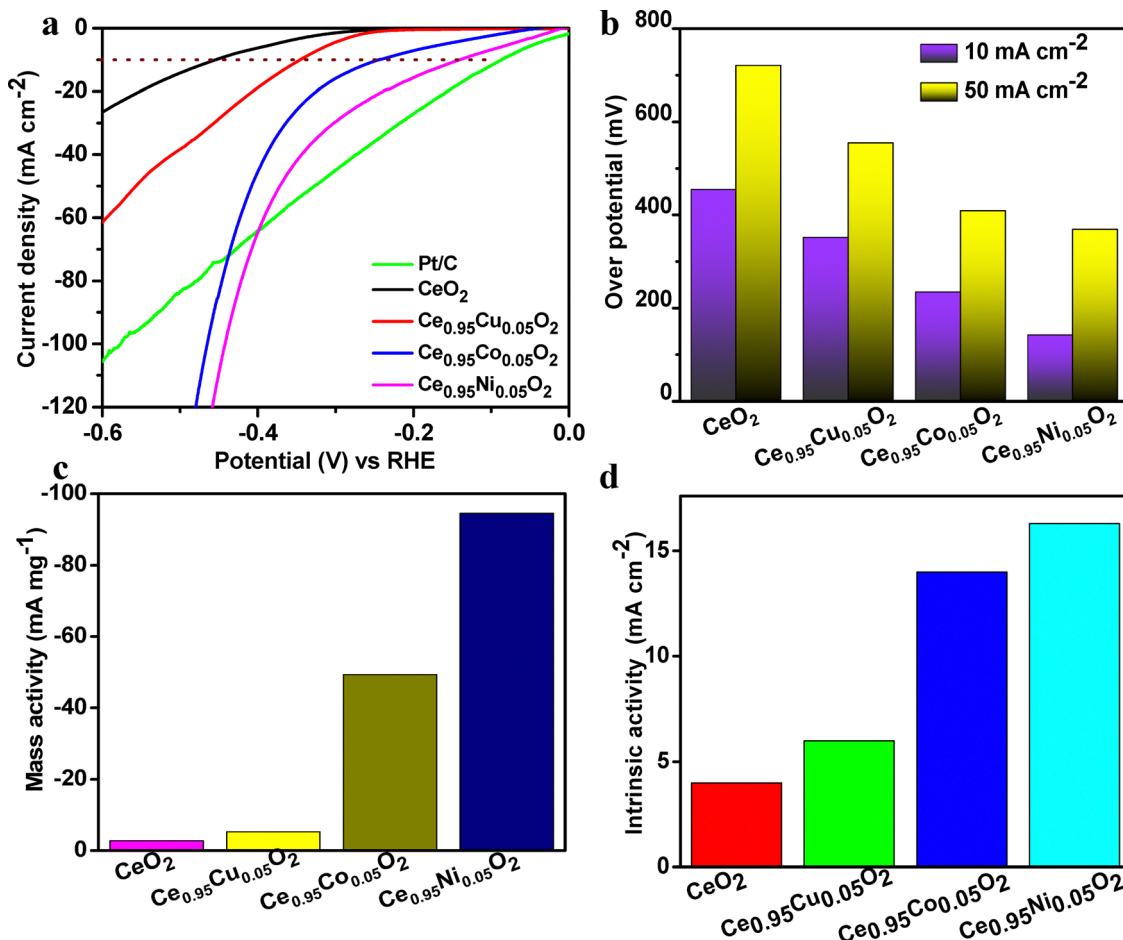 a
0
-20
-40
-60
-80
-100
-120
Current density (mA cm⁻²)
-0.6
-0.4
-0.2
0.0
Potential (V) vs RHE
Pt/C
CeO₂
Ce₀.₉₅Cu₀.₀₅O₂
Ce₀.₉₅Co₀.₀₅O₂
Ce₀.₉₅Ni₀.₀₅O₂
b
800
600
400
200
0
Over potential (mV)
10 mA cm⁻²
50 mA cm⁻²
CeO₂
Ce₀.₉₅Cu₀.₀₅O₂
Ce₀.₉₅Co₀.₀₅O₂
Ce₀.₉₅Ni₀.₀₅O₂
c
-100
-80
-60
-40
-20
0
Mass activity (mA mg⁻¹)
CeO₂
Ce₀.₉₅Cu₀.₀₅O₂
Ce₀.₉₅Co₀.₀₅O₂
Ce₀.₉₅Ni₀.₀₅O₂
d
15
10
5
0
Intrinsic activity (mA cm⁻²)
CeO₂
Ce₀.₉₅Cu₀.₀₅O₂
Ce₀.₉₅Co₀.₀₅O₂
Ce₀.₉₅Ni₀.₀₅O₂